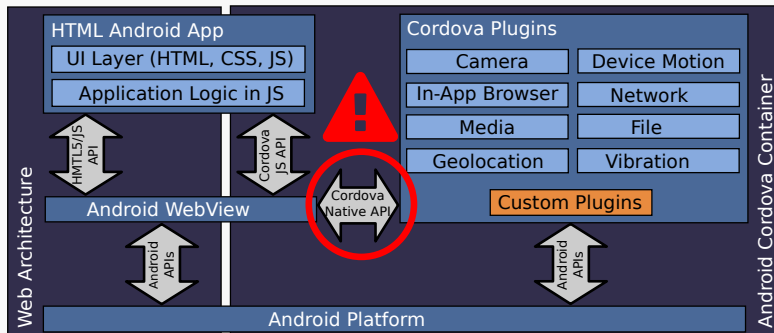 HTML Android App
UI Layer (HTML, CSS, JS)
Application Logic in JS
HMTL5/JS
API
Cordova
JS API
Android WebView
Cordova
Native API
Android
APIs
Cordova Plugins
Camera
Device Motion
In-App Browser
Network
Media
File
Geolocation
Vibration
Custom Plugins
Android
APIs
Android Platform
Web Architecture
Android Cordova Container
!